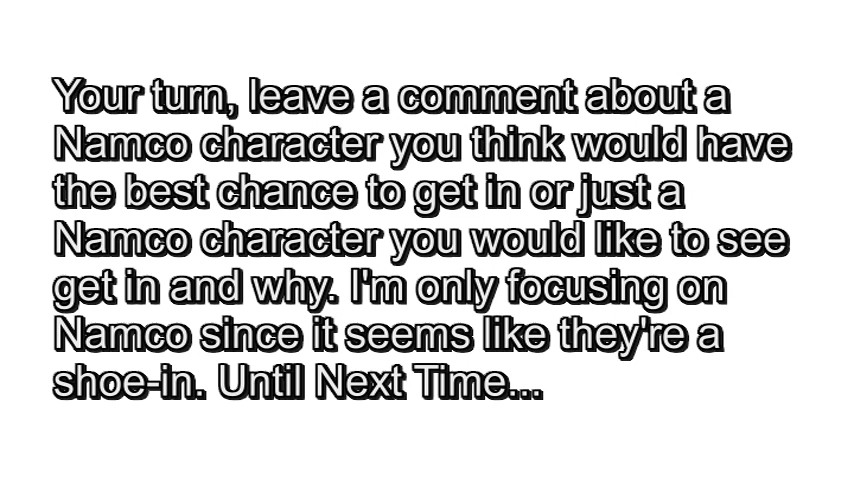 Your turn, leave a comment about a
Namco character you think would have
the best chance to get in or just a
Namco character you would like to see
get in and why. I'm only focusing on
Namco since it seems like they're a
shoe-in. Until Next Time...